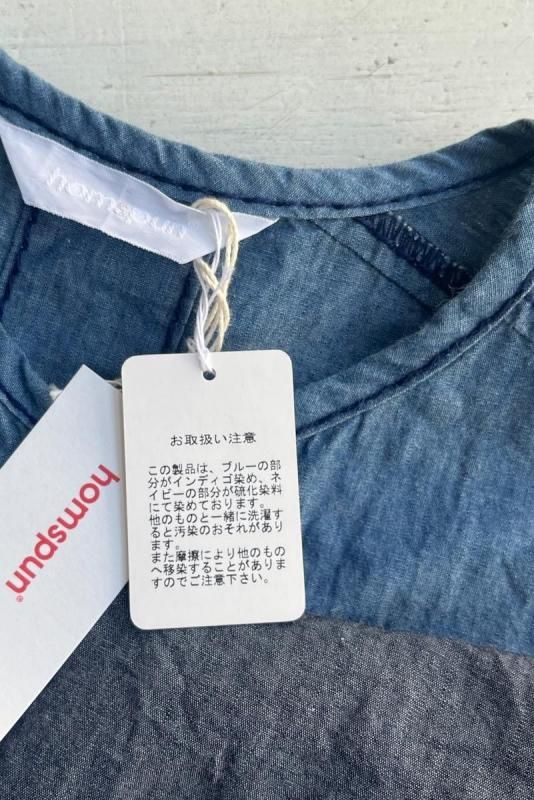 homspun
お取扱い注意
この製品は、ブルーの部
分がインディゴ染め、ネ
イビーの部分が硫化染料
にて染めております。
他のものと一緒に洗濯す
ると汚染のおそれがあり
ます。
また摩擦により他のもの
へ移染することがありま
すのでご注意下さい。
homspun®